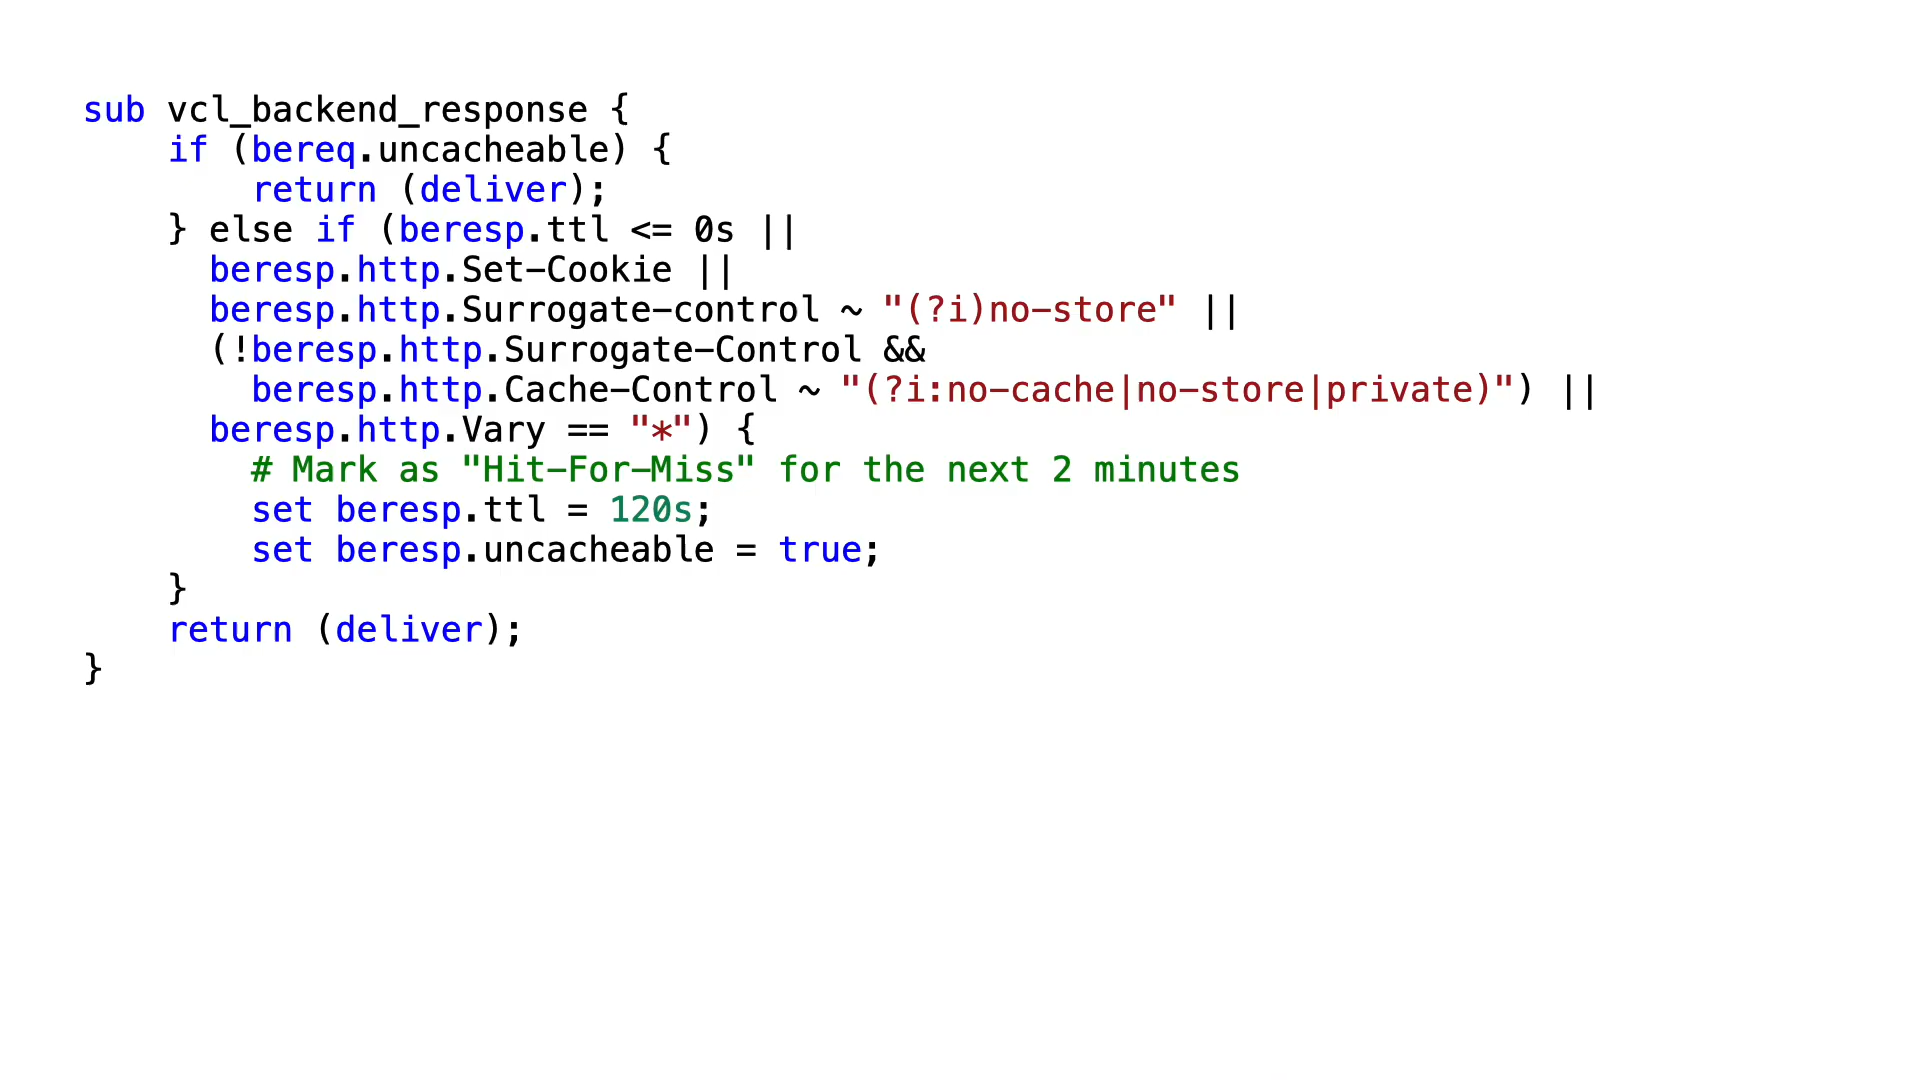 sub vcl_backend_response {
    if (bereq.uncacheable) {
        return (deliver);
    } else if (beresp.ttl <= 0s ||
      beresp.http.Set-Cookie ||
      beresp.http.Surrogate-control ~ "(?i)no-store" ||
      (!beresp.http.Surrogate-Control &&
        beresp.http.Cache-Control ~ "(?i:no-cache|no-store|private)") ||
      beresp.http.Vary == "*") {
        # Mark as "Hit-For-Miss" for the next 2 minutes
        set beresp.ttl = 120s;
        set beresp.uncacheable = true;
    }
    return (deliver);
}